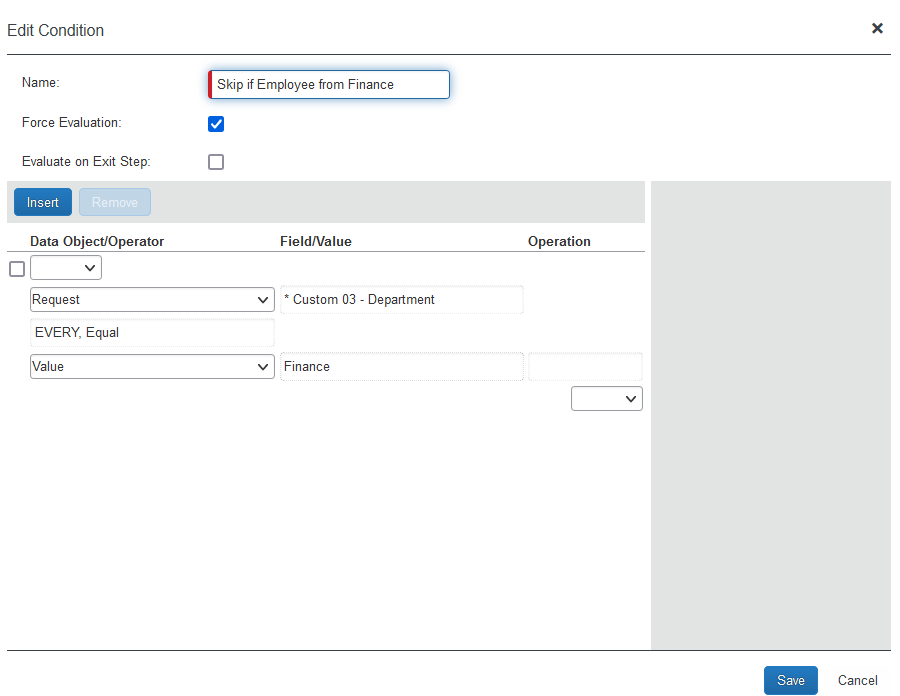 Edit Condition
Name: Skip if Employee from Finance
Force Evaluation:
Evaluate on Exit Step:
Insert Remove
Data Object/Operator Field/Value Operation
Request * Custom 03 - Department
EVERY, Equal
Value Finance
Save Cancel